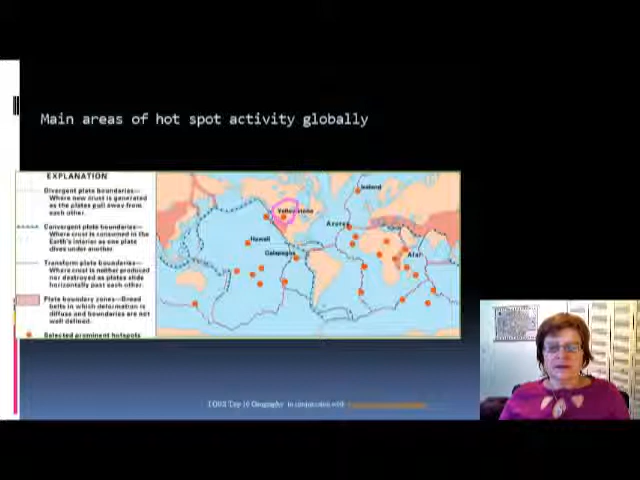 Main areas of hot spot activity globally
EXPLANATION
Divergent plate boundaries—
Where new crust is generated
as the plates pull away from
each other.
Convergent plate boundaries—
Where crust is consumed in the
Earth's interior as one plate
dives under another.
Transform plate boundaries—
Where crust is neither produced
nor destroyed as plates slide
horizontally past each other.
Plate boundary zones—Broad
belts in which deformation is
diffuse and boundaries are not
well defined.
Selected prominent hotspots
Iceland
Yellowstone
Azores
Hawaii
Galapagos
Afar
Geography in conjunction with